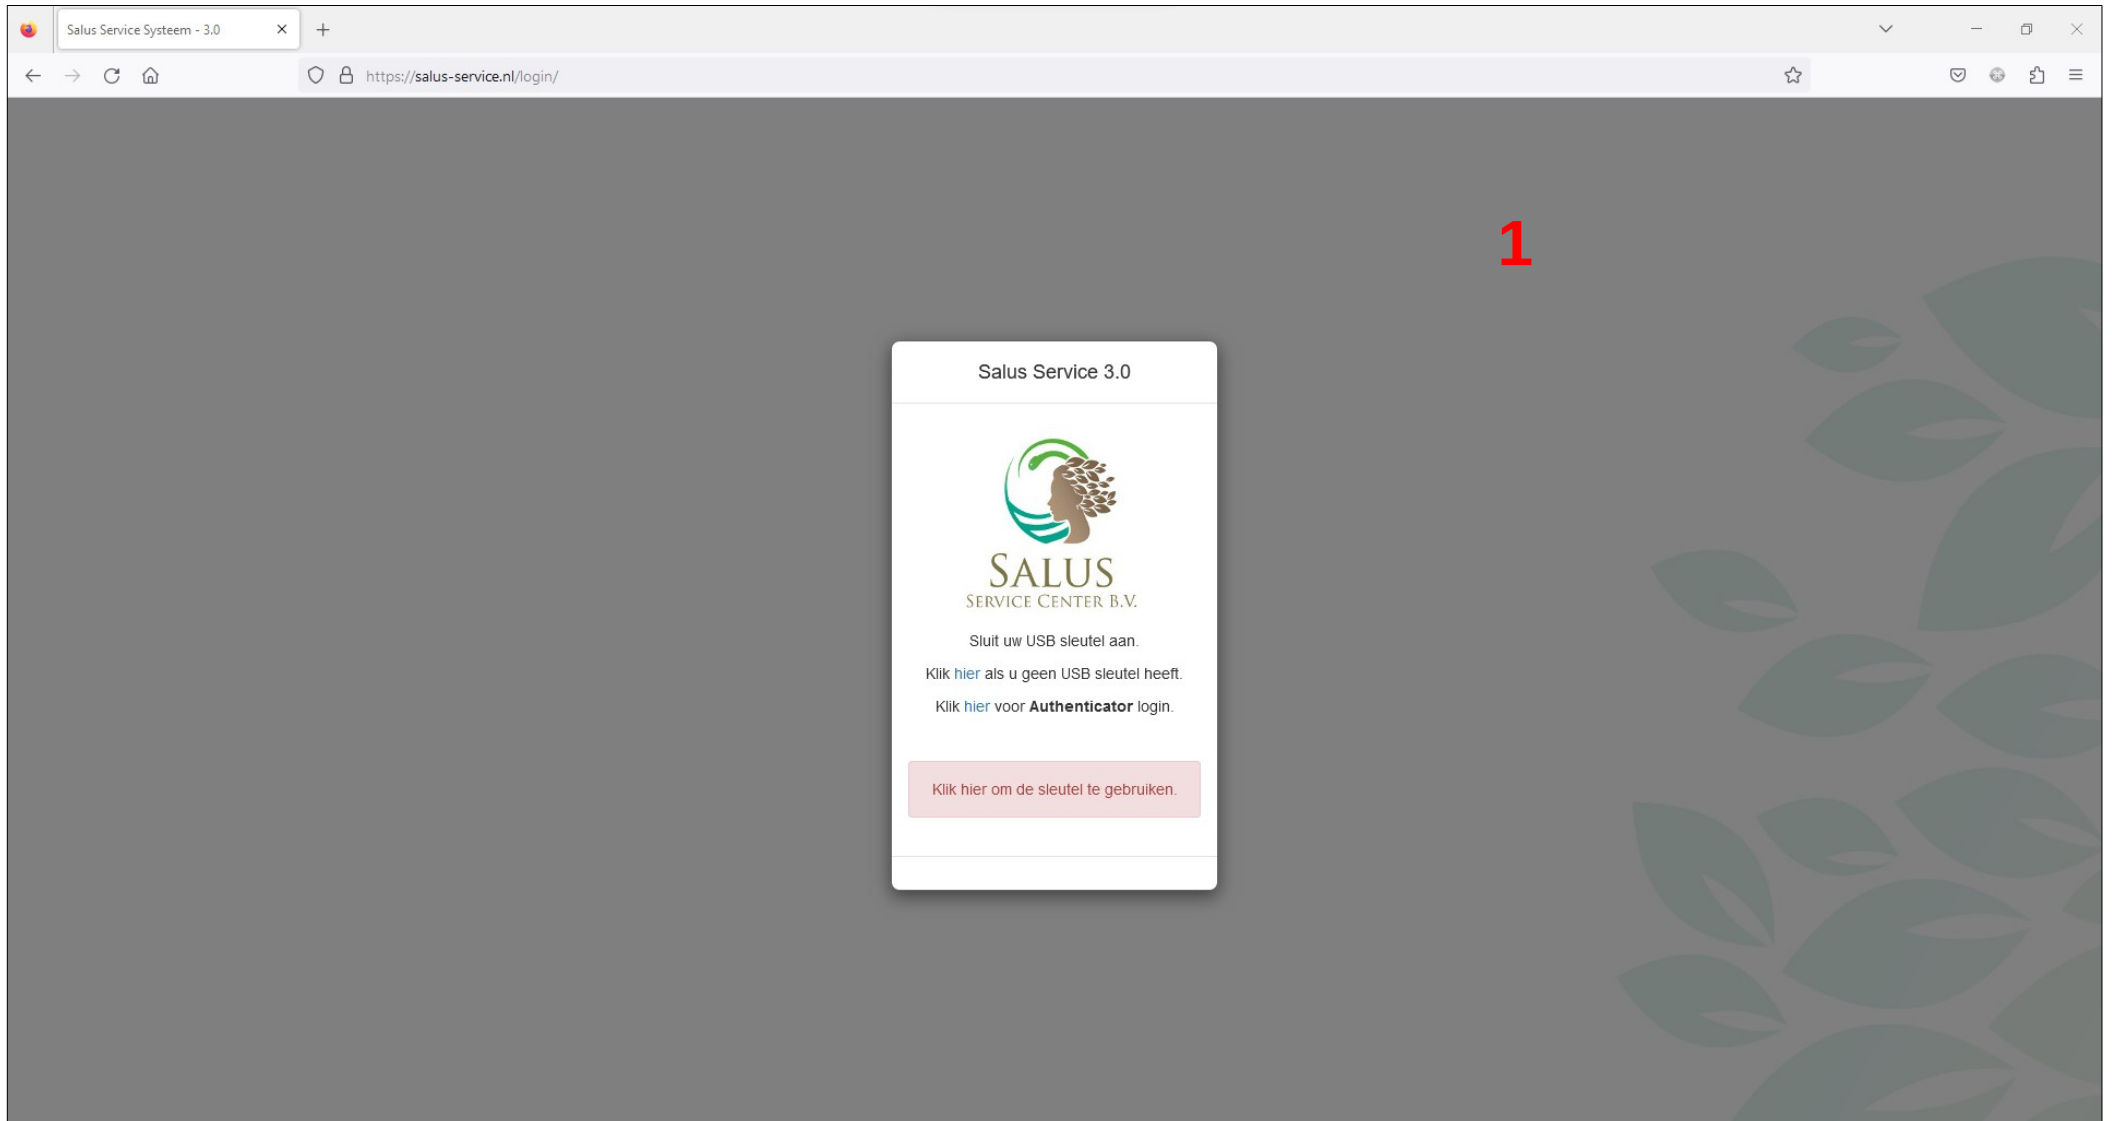 Salus Service Systeem - 3.0
https://salus-service.nl/login/
1
Salus Service 3.0
SALUS
SERVICE CENTER B.V.
Sluit uw USB sleutel aan.
Klik hier als u geen USB sleutel heeft.
Klik hier voor Authenticator login.
Klik hier om de sleutel te gebruiken.